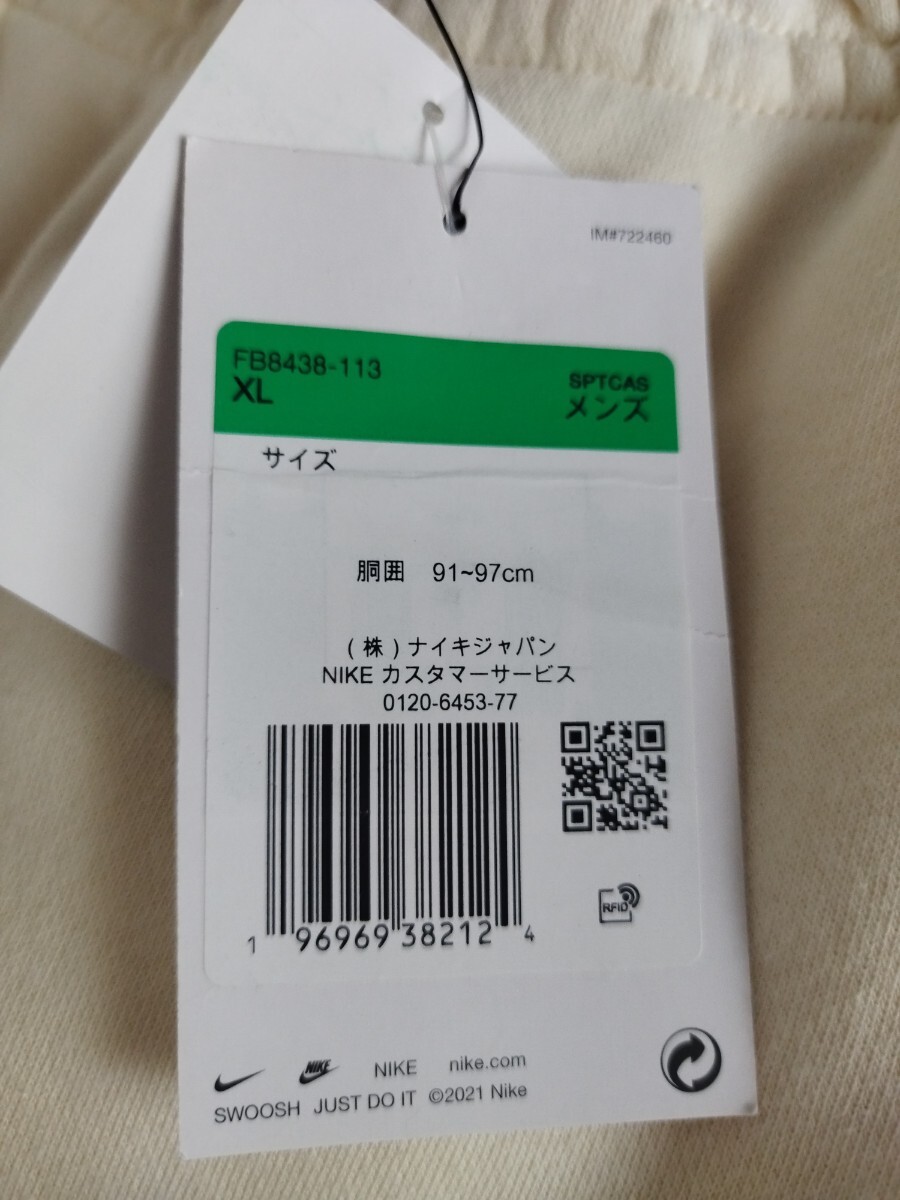 IM#722460
FB8438-113
XL
SPTCAS
メンズ
サイズ
胴囲 91~97cm
(株)ナイキジャパン
NIKE カスタマーサービス
0120-6453-77
RFID
1 96969 38212 4
NIKE NIKE nike.com
SWOOSH JUST DO IT ©2021 Nike